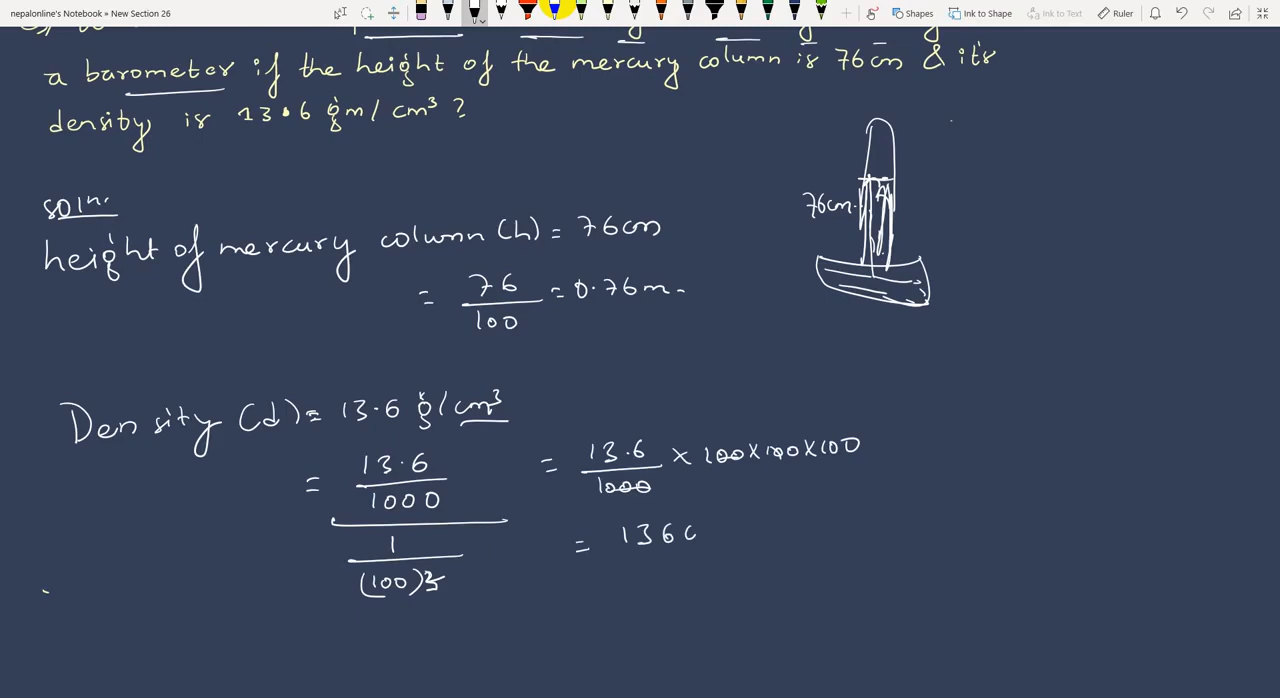 nepalonline's Notebook » New Section 26
Shapes Ink to Shape Ink to Text Ruler
a barometer if the height of the mercury column is 76cm & it's
density is 13.6 gm/cm³ ?
soln.
height of mercury column (h) = 76cm
= 76/100 = 0.76m.
76cm.
Density (d) = 13.6 g/cm³
= 13.6/1000 / 1/(100)³ = 13.6/1000 × 100×100×100
= 136